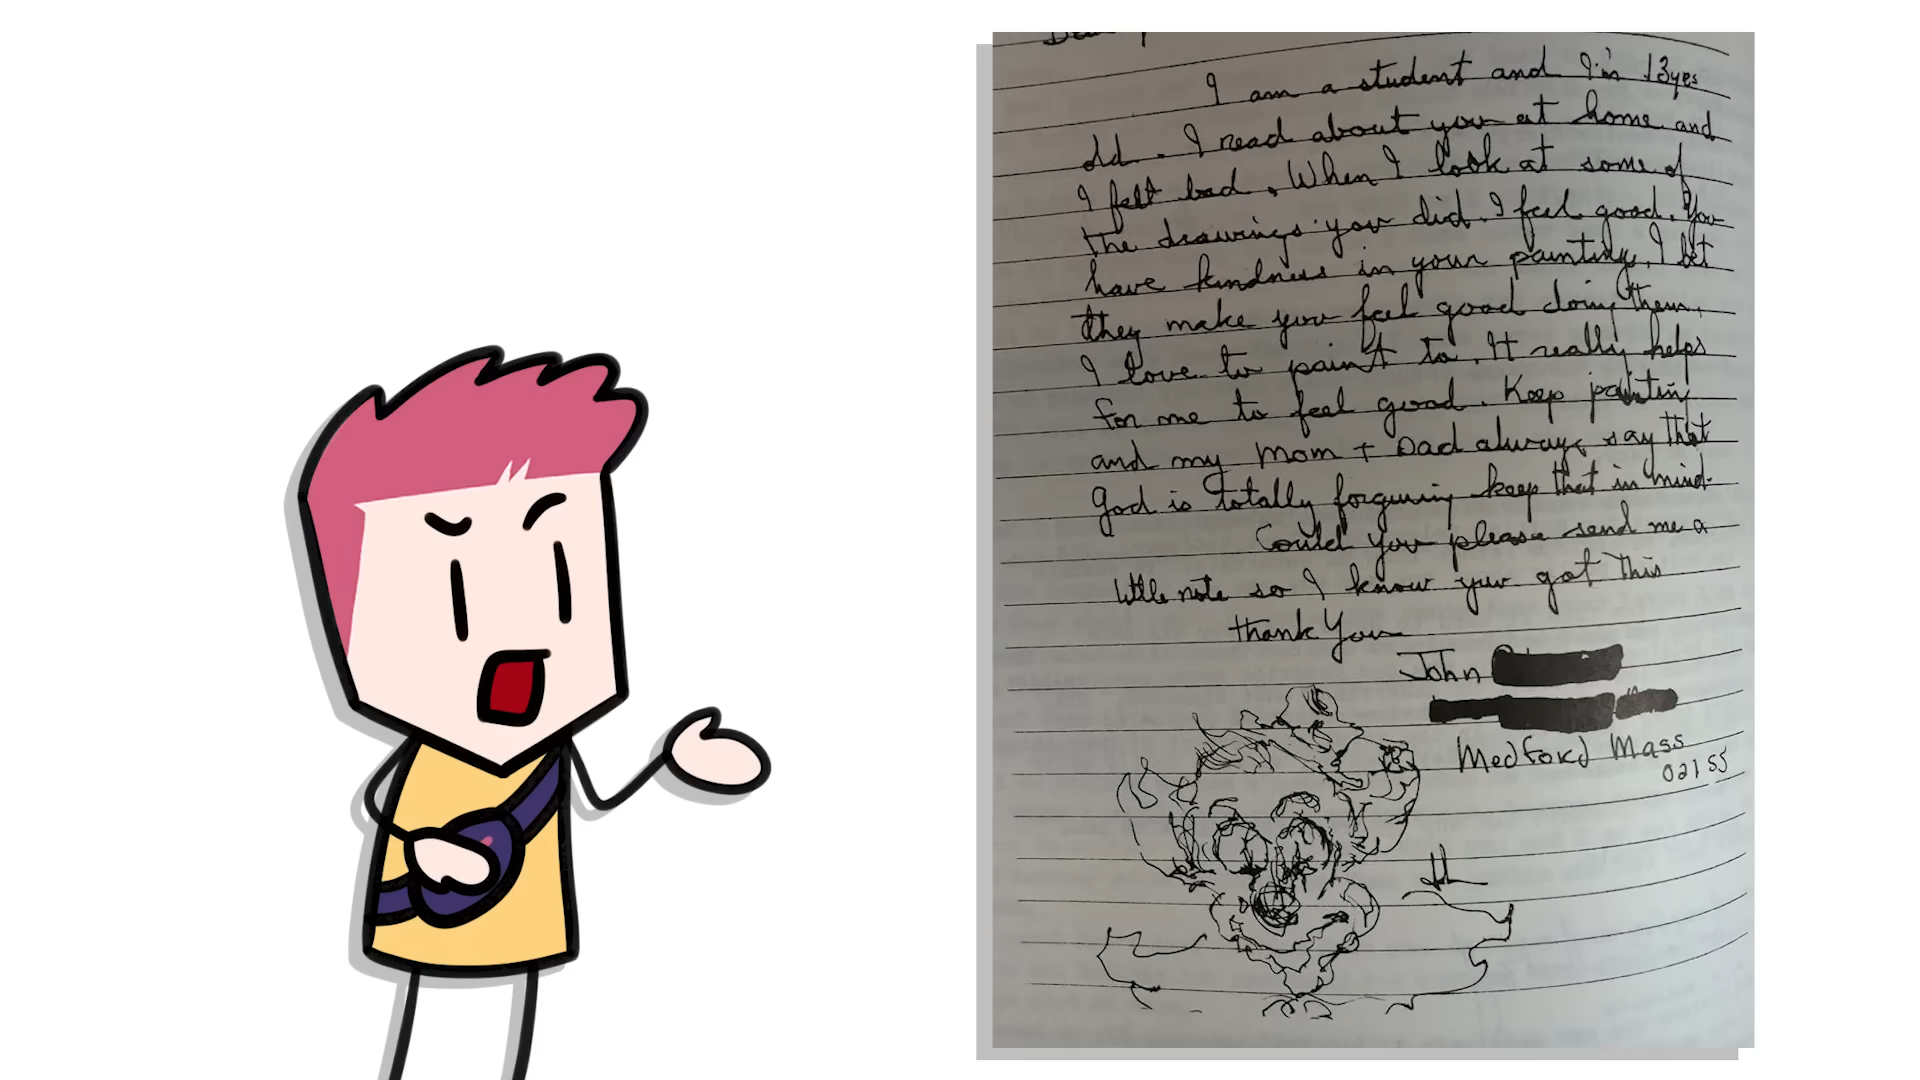 I am a student and I'm 13yrs
old. I read about you at home and
I felt bad. When I look at some of
the drawings you did. I feel good. You
have kindness in your painting. I bet
they make you feel good doing them.
I love to paint to. It really helps
for me to feel good. Keep paintin
and my Mom + Dad always say that
God is totally forgiving keep that in mind.
Could you please send me a
little note so I know you got this
thank You
John
Medford Mass
02155